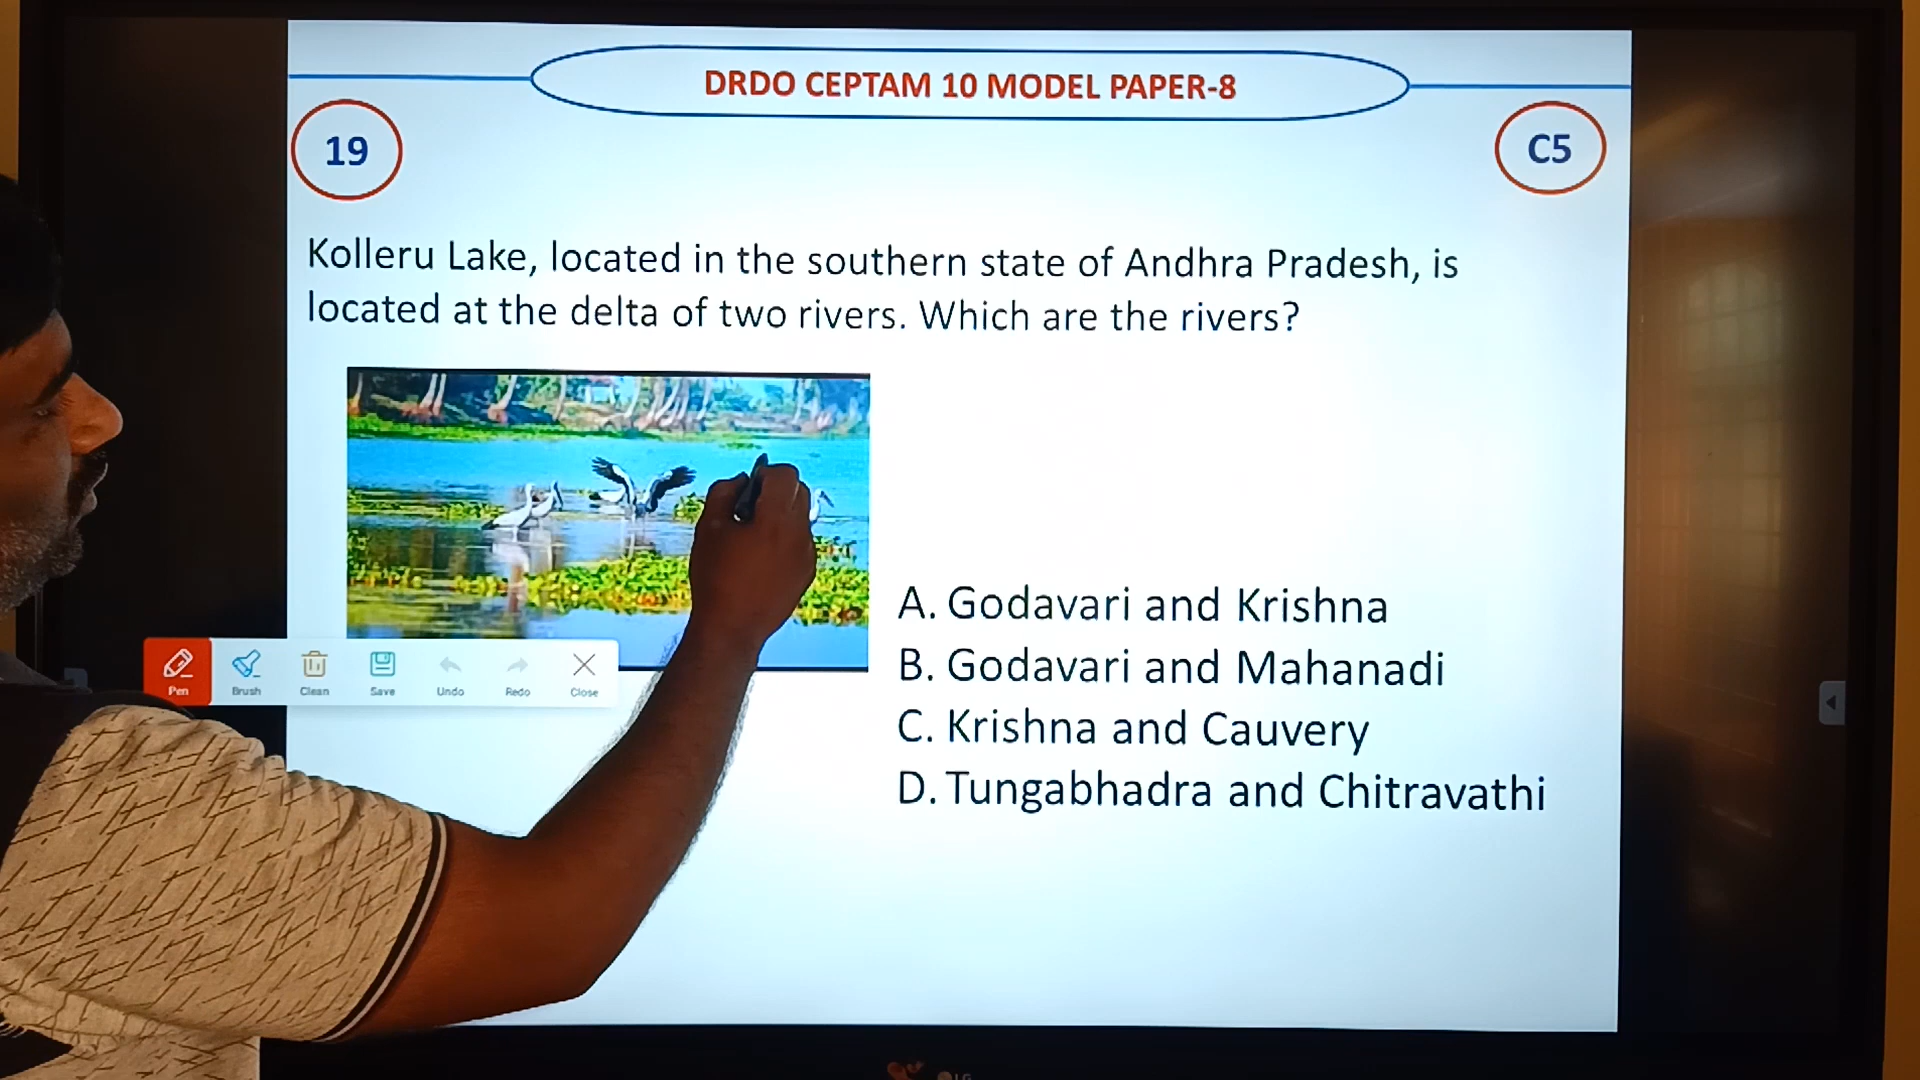 DRDO CEPTAM 10 MODEL PAPER-8
19
C5
Kolleru Lake, located in the southern state of Andhra Pradesh, is
located at the delta of two rivers. Which are the rivers?
A. Godavari and Krishna
B. Godavari and Mahanadi
C. Krishna and Cauvery
D. Tungabhadra and Chitravathi
Pen Brush Clean Save Undo Redo Close
LG